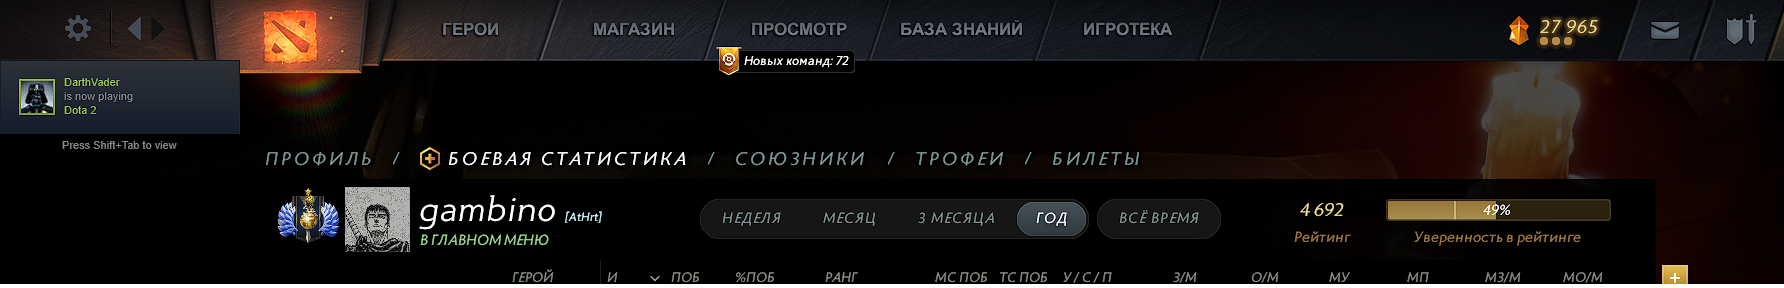 ГЕРОИ МАГАЗИН ПРОСМОТР БАЗА ЗНАНИЙ ИГРОТЕКА 27 965
Новых команд: 72
DarthVader
is now playing
Dota 2
Press Shift+Tab to view
ПРОФИЛЬ / БОЕВАЯ СТАТИСТИКА / СОЮЗНИКИ / ТРОФЕИ / БИЛЕТЫ
gambino [AtHrt] НЕДЕЛЯ МЕСЯЦ 3 МЕСЯЦА ГОД ВСЁ ВРЕМЯ 4 692 49%
В ГЛАВНОМ МЕНЮ Рейтинг Уверенность в рейтинге
ГЕРОЙ И ПОБ %ПОБ РАНГ МС ПОБ ТС ПОБ У / С / П З/М О/М МУ МП МЗ/М МО/М